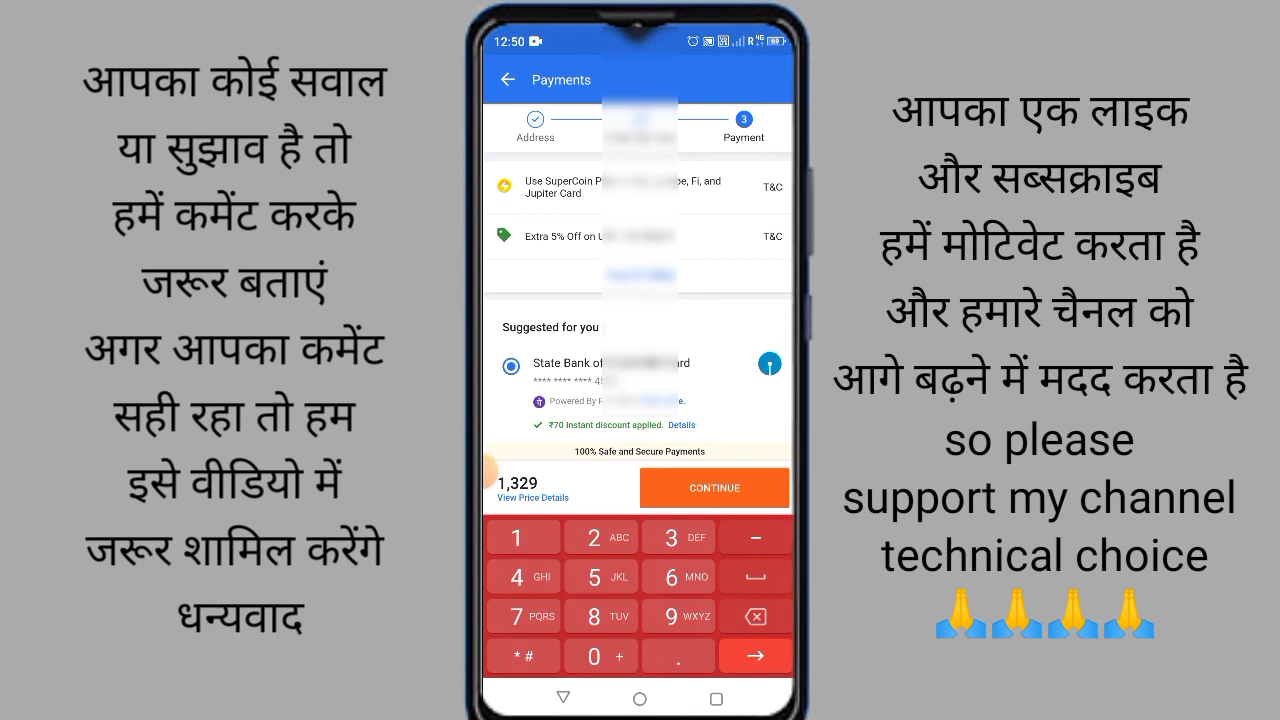 आपका कोई सवाल
या सुझाव है तो
हमें कमेंट करके
जरूर बताएं
अगर आपका कमेंट
सही रहा तो हम
इसे वीडियो में
जरूर शामिल करेंगे
धन्यवाद
12:50
R 4G 69
Payments
3
Address
Payment
Use SuperCoin Fi, and
Jupiter Card
T&C
Extra 5% Off on
T&C
Suggested for you
State Bank of
**** **** ****
Powered By
₹70 Instant discount applied. Details
100% Safe and Secure Payments
1,329
View Price Details
CONTINUE
1 2 ABC 3 DEF -
4 GHI 5 JKL 6 MNO
7 PQRS 8 TUV 9 WXYZ
* # 0 + .
आपका एक लाइक
और सब्सक्राइब
हमें मोटिवेट करता है
और हमारे चैनल को
आगे बढ़ने में मदद करता है
so please
support my channel
technical choice